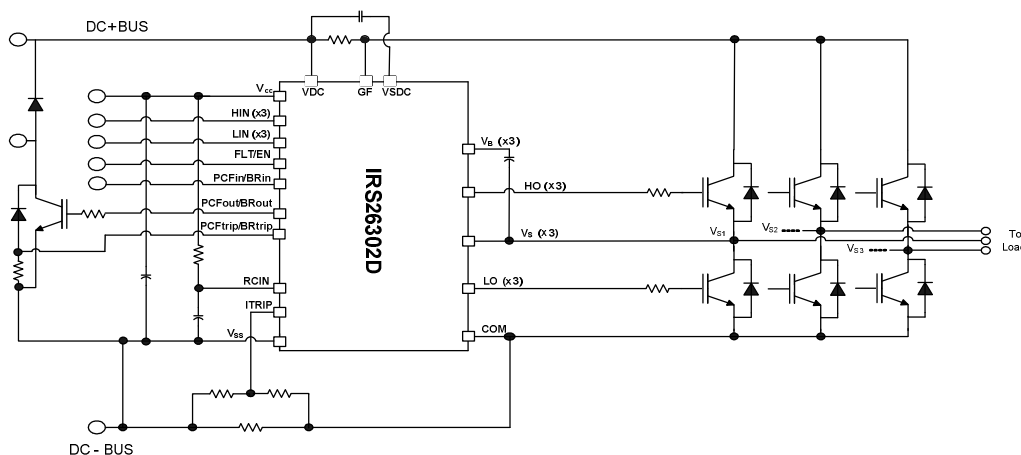 DC+BUS
VDC
GF
VSDC
Vcc
HIN (x3)
LIN (x3)
FLT/EN
PCFin/BRin
PCFout/BRout
PCFtrip/BRtrip
RCIN
ITRIP
VSS
IRS26302D
VB (x3)
HO (x3)
VS (x3)
LO (x3)
COM
VS1
VS2
VS3
To
Load
DC - BUS